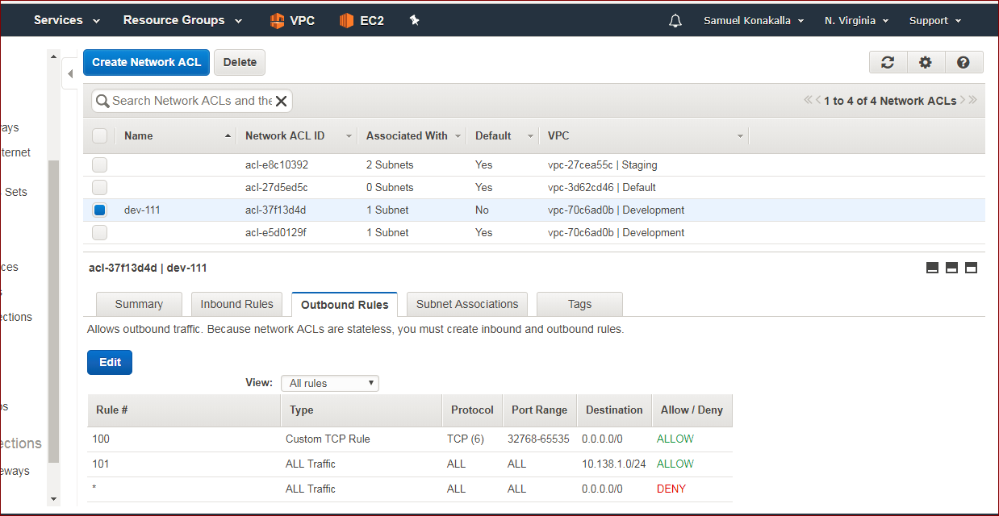 Services Resource Groups VPC EC2 Samuel Konakalla N. Virginia Support
Create Network ACL Delete
Search Network ACLs and the
1 to 4 of 4 Network ACLs
Name Network ACL ID Associated With Default VPC
acl-e8c10392 2 Subnets Yes vpc-27cea55c | Staging
acl-27d5ed5c 0 Subnets Yes vpc-3d62cd46 | Default
dev-111 acl-37f13d4d 1 Subnet No vpc-70c6ad0b | Development
acl-e5d0129f 1 Subnet Yes vpc-70c6ad0b | Development
ways
ternet
Sets
ces
s
ections
ps
ections
eways
acl-37f13d4d | dev-111
Summary Inbound Rules Outbound Rules Subnet Associations Tags
Allows outbound traffic. Because network ACLs are stateless, you must create inbound and outbound rules.
Edit
View: All rules
Rule # Type Protocol Port Range Destination Allow / Deny
100 Custom TCP Rule TCP (6) 32768-65535 0.0.0.0/0 ALLOW
101 ALL Traffic ALL ALL 10.138.1.0/24 ALLOW
* ALL Traffic ALL ALL 0.0.0.0/0 DENY